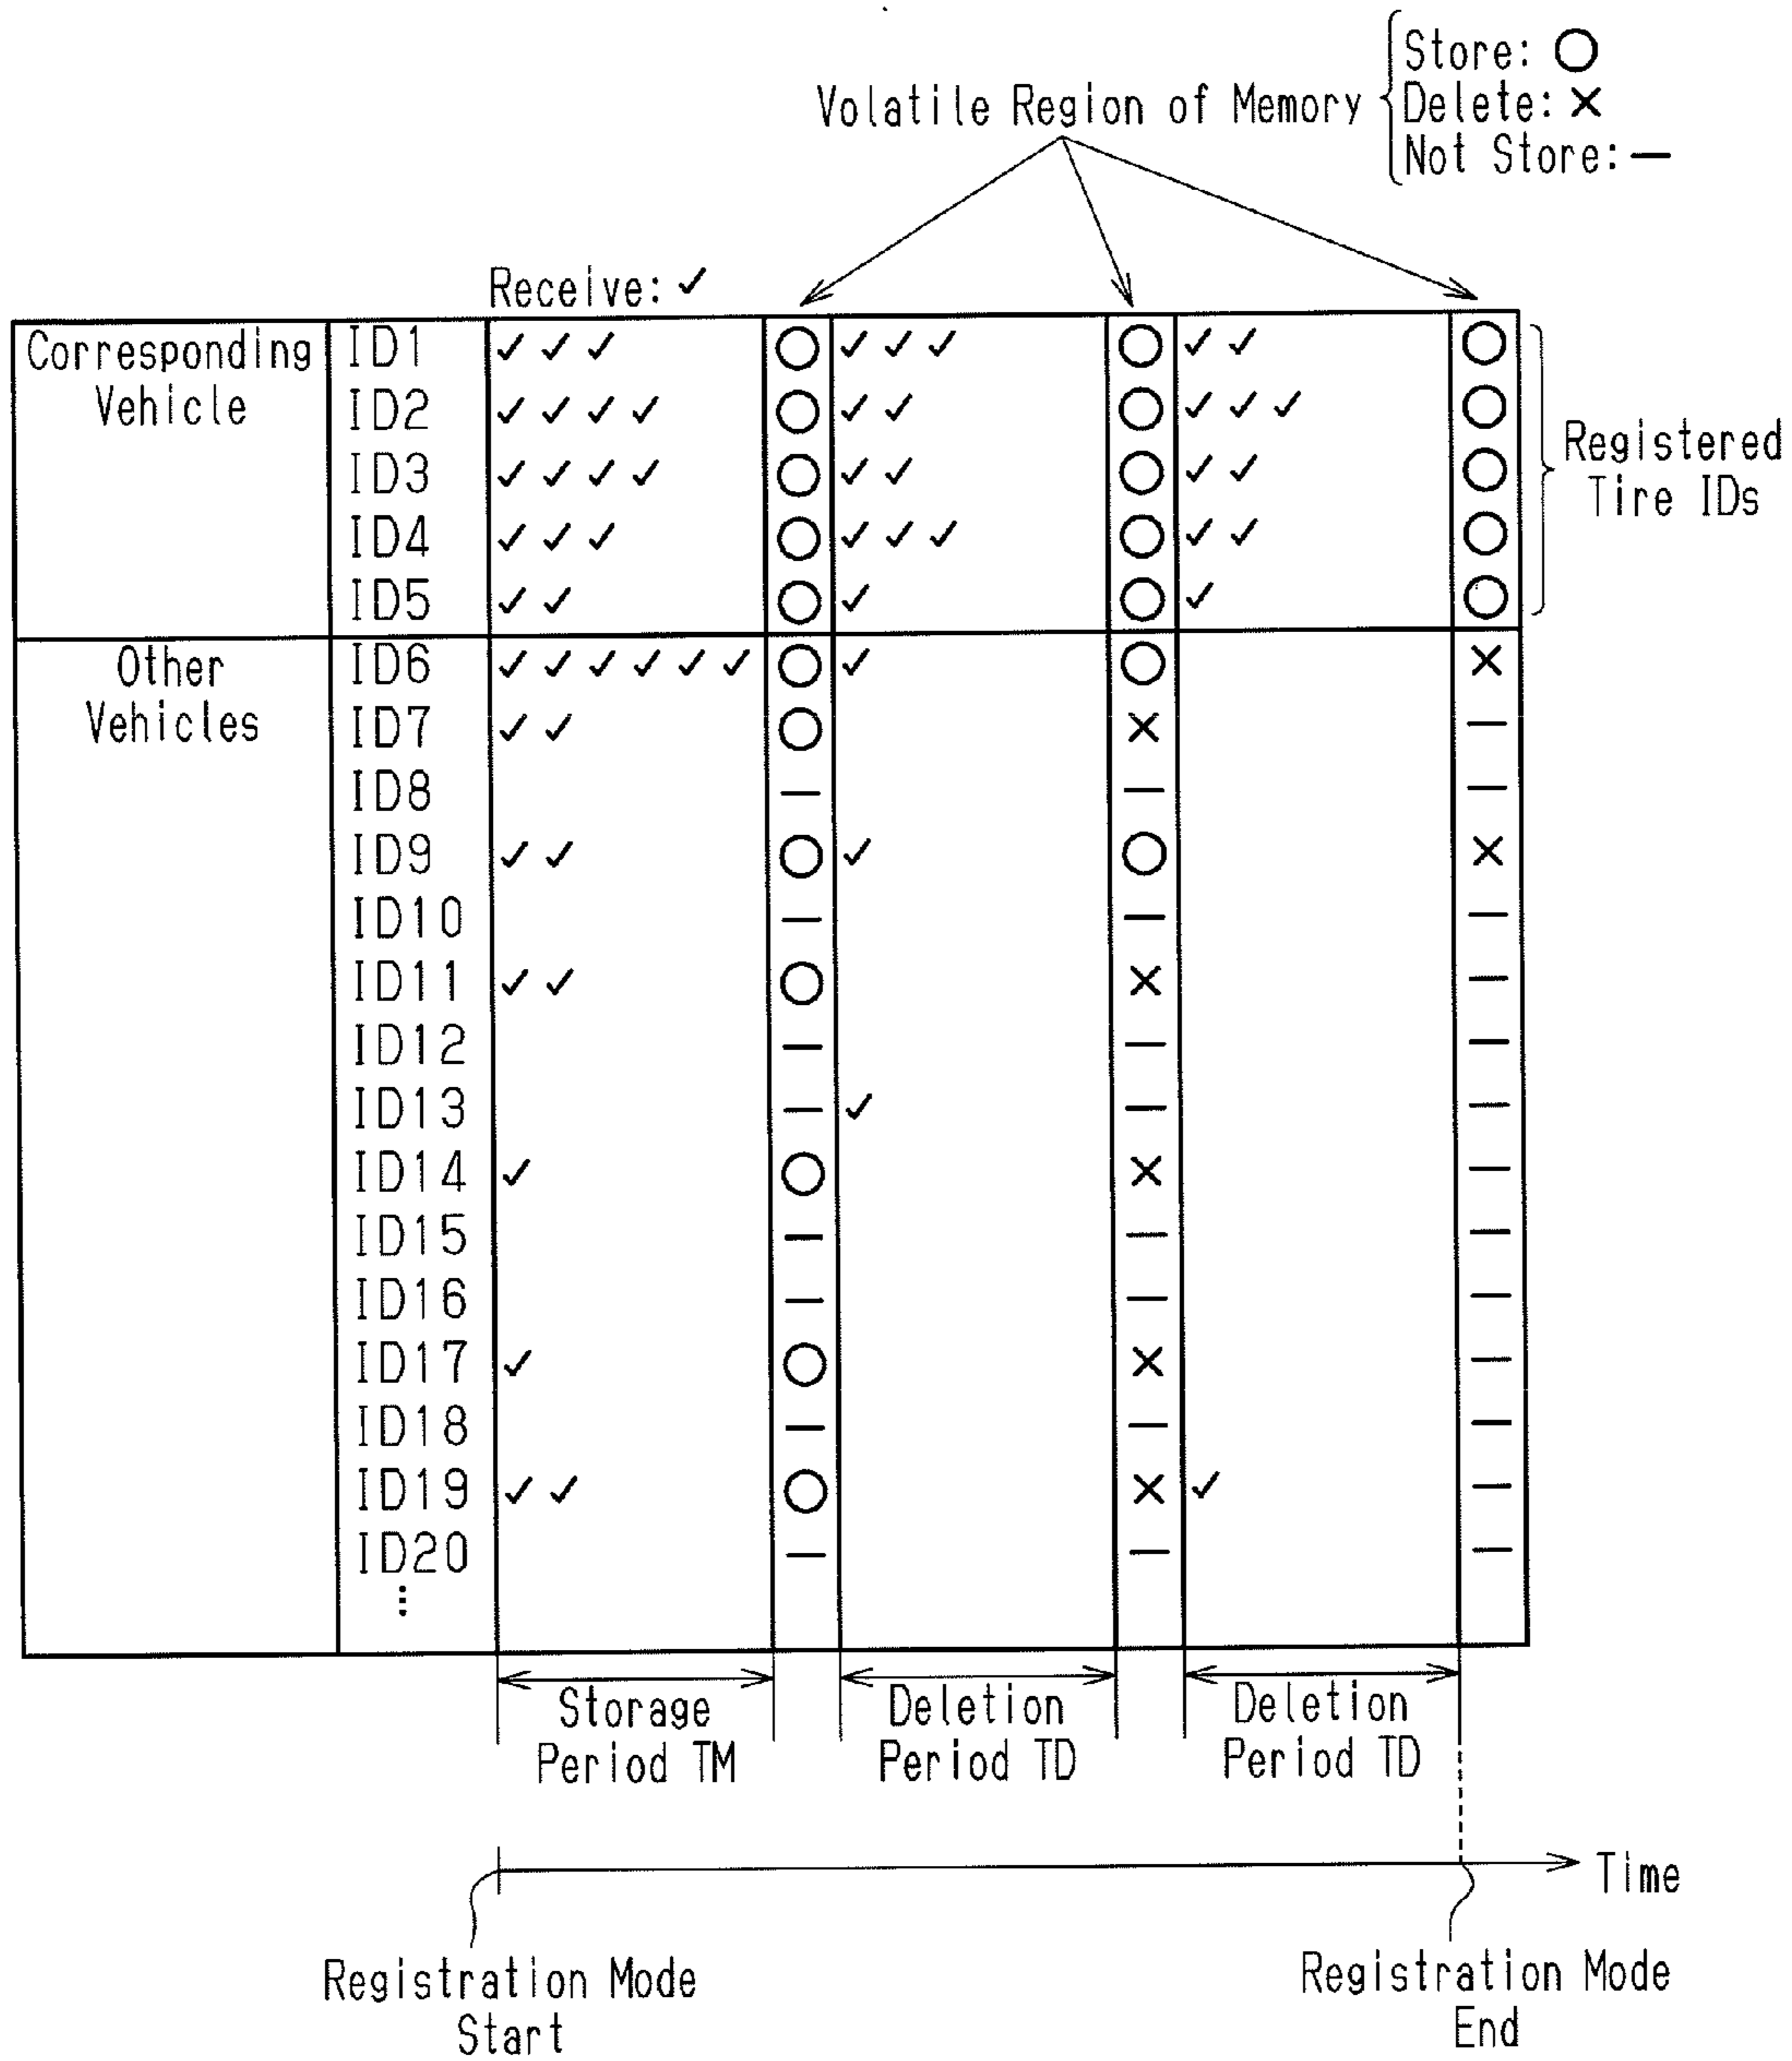 Volatile Region of Memory
Store: ○
Delete: ×
Not Store: —
Receive: ✓
Corresponding
Vehicle
ID1 ✓ ✓ ✓ ○ ✓ ✓ ✓ ○ ✓ ✓ ○
ID2 ✓ ✓ ✓ ✓ ○ ✓ ✓ ○ ✓ ✓ ✓ ○
ID3 ✓ ✓ ✓ ✓ ○ ✓ ✓ ○ ✓ ✓ ○
ID4 ✓ ✓ ✓ ○ ✓ ✓ ✓ ○ ✓ ✓ ○
ID5 ✓ ✓ ○ ✓ ○ ✓ ○
Registered
Tire IDs
Other
Vehicles
ID6 ✓ ✓ ✓ ✓ ✓ ✓ ○ ✓ ○ ×
ID7 ✓ ✓ ○ × —
ID8 — — —
ID9 ✓ ✓ ○ ✓ ○ ×
ID10 — — —
ID11 ✓ ✓ ○ × —
ID12 — — —
ID13 — ✓ — —
ID14 ✓ ○ × —
ID15 — — —
ID16 — — —
ID17 ✓ ○ × —
ID18 — — —
ID19 ✓ ✓ ○ × ✓ —
ID20 — — —
⋮
Storage
Period TM
Deletion
Period TD
Deletion
Period TD
Time
Registration Mode
Start
Registration Mode
End